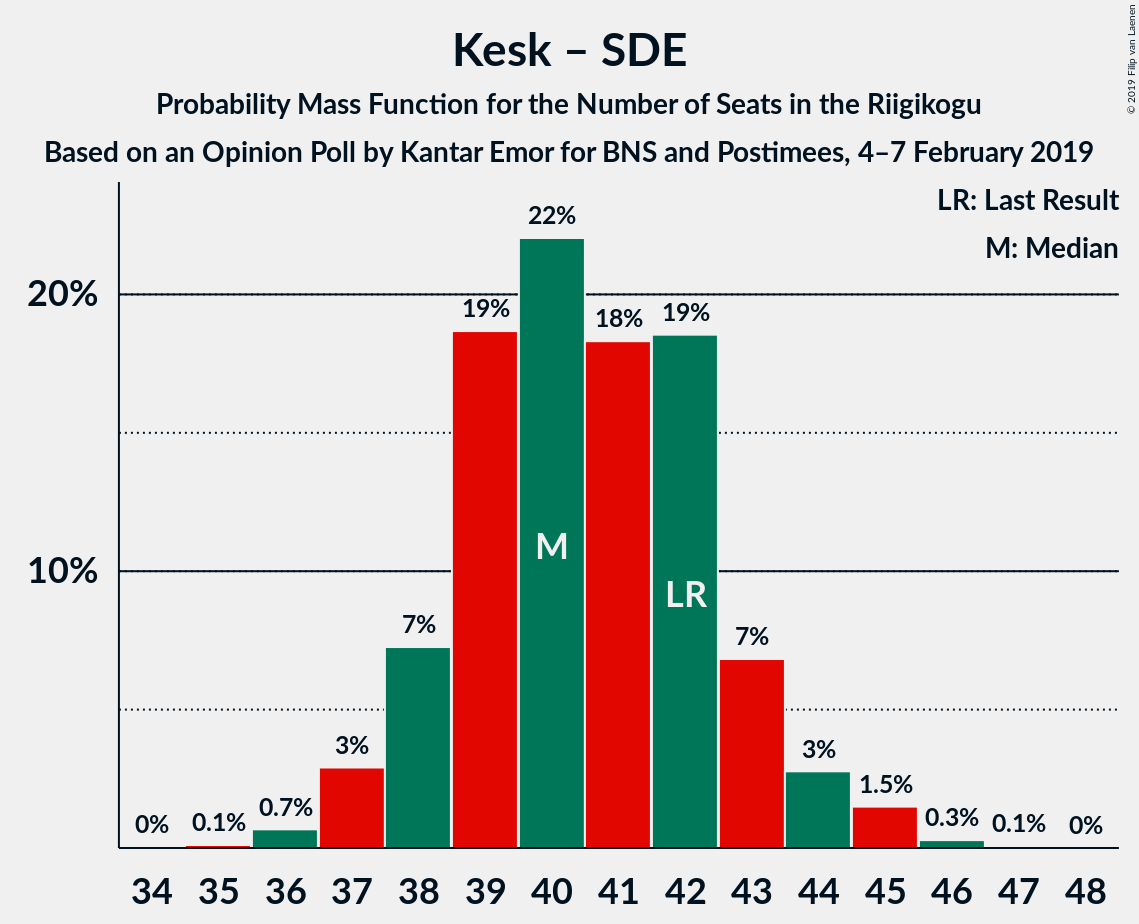 Kesk – SDE
Probability Mass Function for the Number of Seats in the Riigikogu
Based on an Opinion Poll by Kantar Emor for BNS and Postimees, 4–7 February 2019
© 2019 Filip van Laenen
LR: Last Result
M: Median
20%
10%
0%
0.1%
0.7%
3%
7%
19%
22%
18%
19%
7%
3%
1.5%
0.3%
0.1%
0%
M
LR
34 35 36 37 38 39 40 41 42 43 44 45 46 47 48